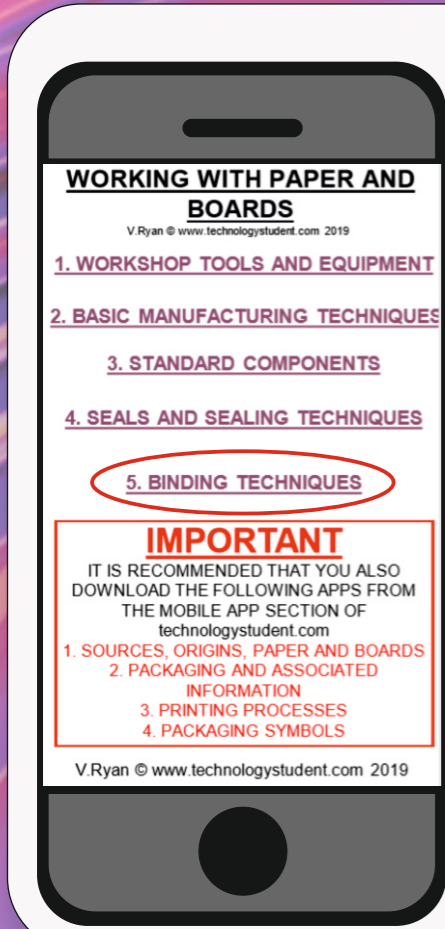 WORKING WITH PAPER AND
BOARDS
V.Ryan © www.technologystudent.com 2019
1. WORKSHOP TOOLS AND EQUIPMENT
2. BASIC MANUFACTURING TECHNIQUES
3. STANDARD COMPONENTS
4. SEALS AND SEALING TECHNIQUES
5. BINDING TECHNIQUES
IMPORTANT
IT IS RECOMMENDED THAT YOU ALSO
DOWNLOAD THE FOLLOWING APPS FROM
THE MOBILE APP SECTION OF
technologystudent.com
1. SOURCES, ORIGINS, PAPER AND BOARDS
2. PACKAGING AND ASSOCIATED
INFORMATION
3. PRINTING PROCESSES
4. PACKAGING SYMBOLS
V.Ryan © www.technologystudent.com 2019